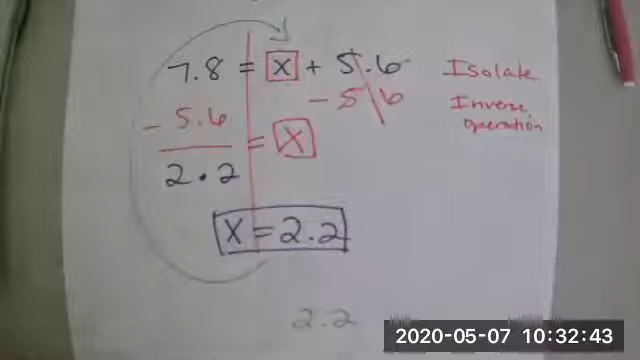 7.8 = x + 5.6 Isolate
- 5.6 - 5.6 Inverse operation
2.2 = x
x = 2.2
2.2
2020-05-07 10:32:43